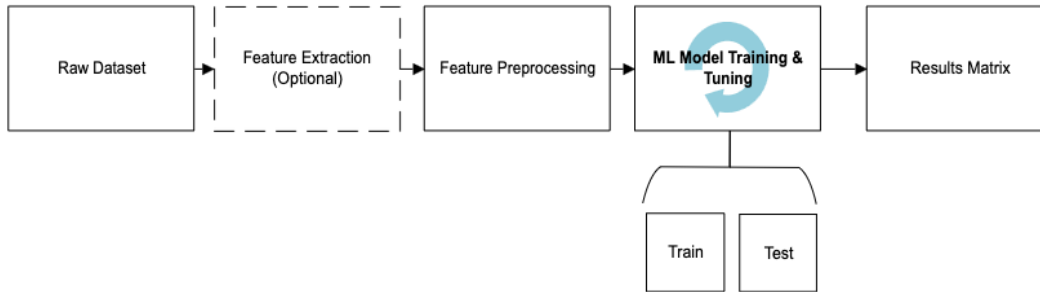 Raw Dataset
Feature Extraction
(Optional)
Feature Preprocessing
ML Model Training &
Tuning
Results Matrix
Train
Test